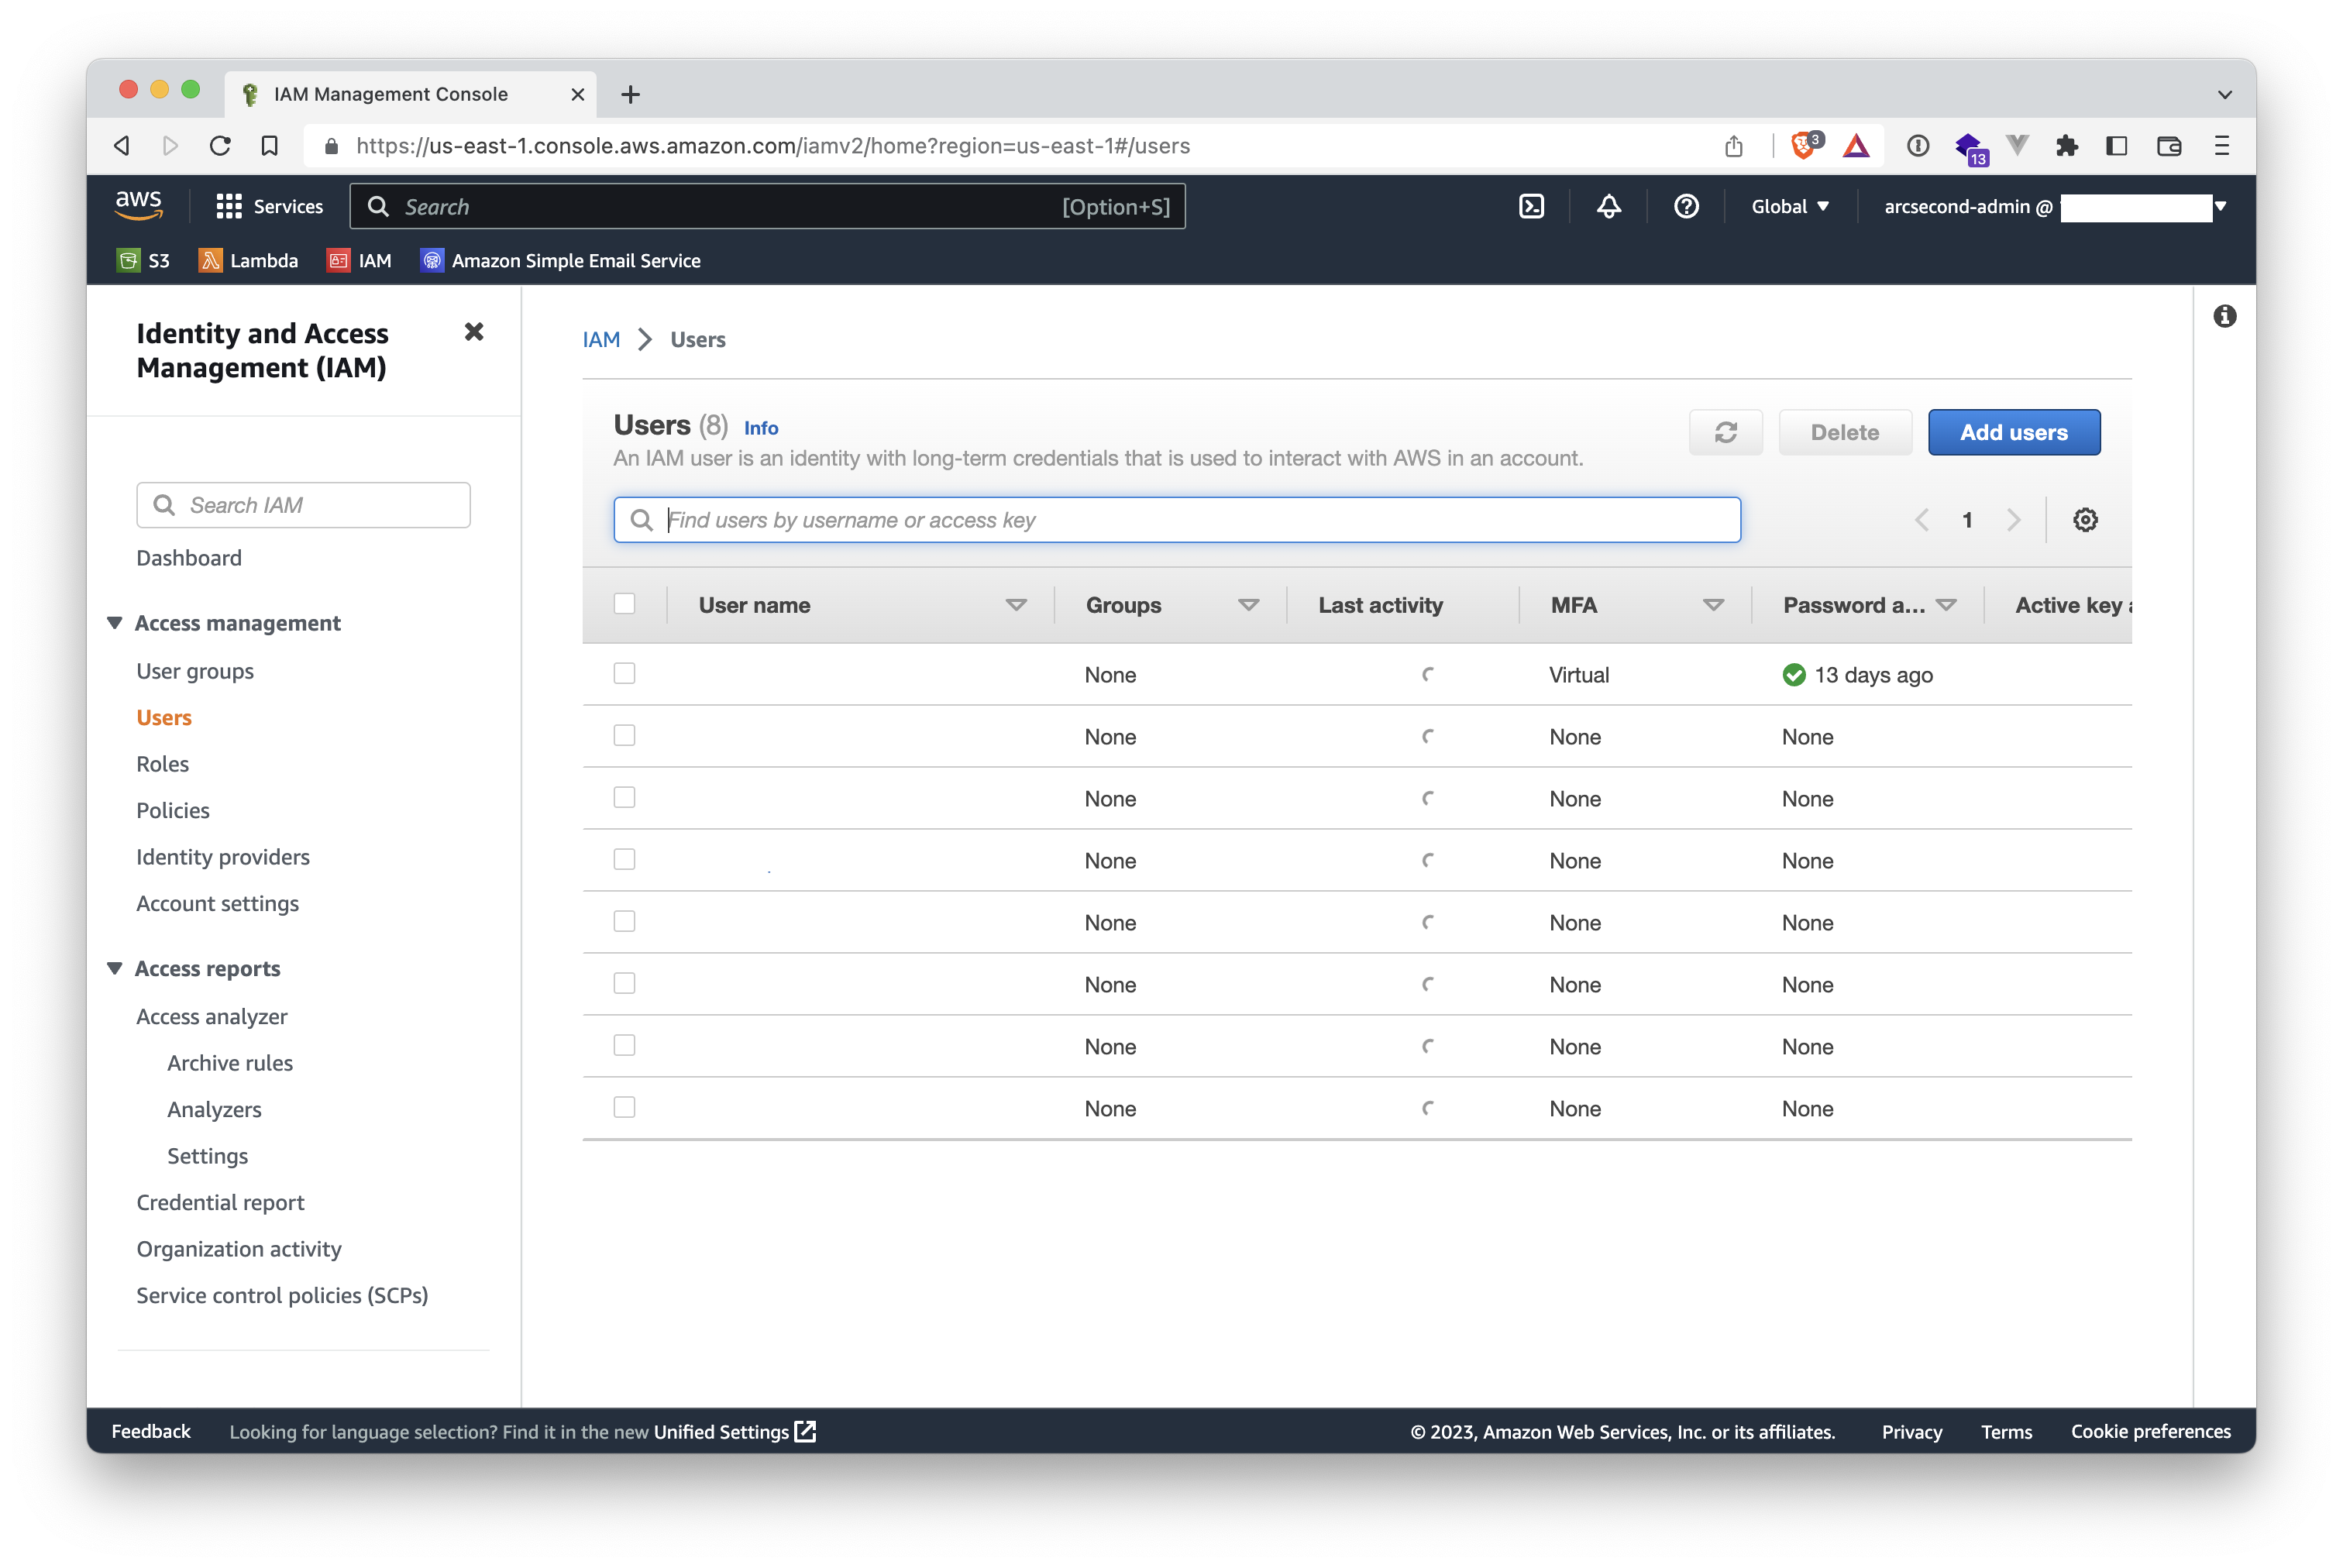 IAM Management Console
https://us-east-1.console.aws.amazon.com/iamv2/home?region=us-east-1#/users
3
13
aws
Services
Search
[Option+S]
Global
arcsecond-admin @
S3
Lambda
IAM
Amazon Simple Email Service
Identity and Access
Management (IAM)
Search IAM
Dashboard
Access management
User groups
Users
Roles
Policies
Identity providers
Account settings
Access reports
Access analyzer
Archive rules
Analyzers
Settings
Credential report
Organization activity
Service control policies (SCPs)
IAM > Users
Users (8) Info
An IAM user is an identity with long-term credentials that is used to interact with AWS in an account.
Delete
Add users
Find users by username or access key
1
User name Groups Last activity MFA Password a... Active key
None Virtual 13 days ago
None None None
None None None
None None None
None None None
None None None
None None None
None None None
Feedback
Looking for language selection? Find it in the new Unified Settings
© 2023, Amazon Web Services, Inc. or its affiliates.
Privacy
Terms
Cookie preferences